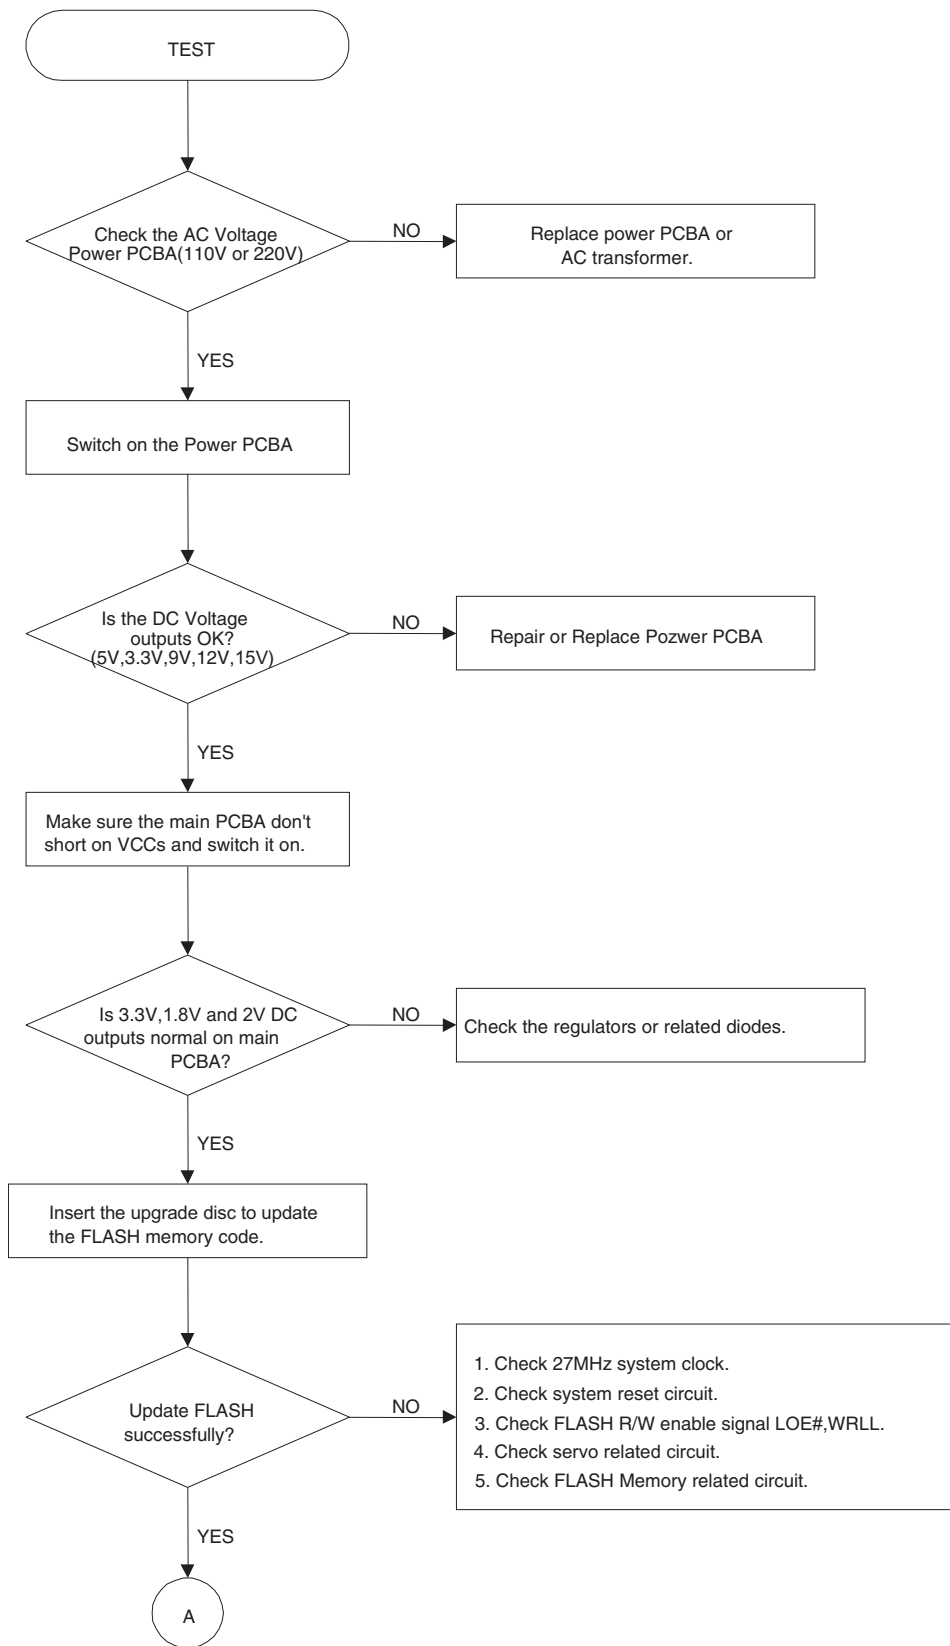 TEST
Check the AC Voltage
Power PCBA(110V or 220V)
NO
Replace power PCBA or
AC transformer.
YES
Switch on the Power PCBA
Is the DC Voltage
outputs OK?
(5V,3.3V,9V,12V,15V)
NO
Repair or Replace Pozwer PCBA
YES
Make sure the main PCBA don't
short on VCCs and switch it on.
Is 3.3V,1.8V and 2V DC
outputs normal on main
PCBA?
NO
Check the regulators or related diodes.
YES
Insert the upgrade disc to update
the FLASH memory code.
Update FLASH
successfully?
NO
1. Check 27MHz system clock.
2. Check system reset circuit.
3. Check FLASH R/W enable signal LOE#,WRLL.
4. Check servo related circuit.
5. Check FLASH Memory related circuit.
YES
A